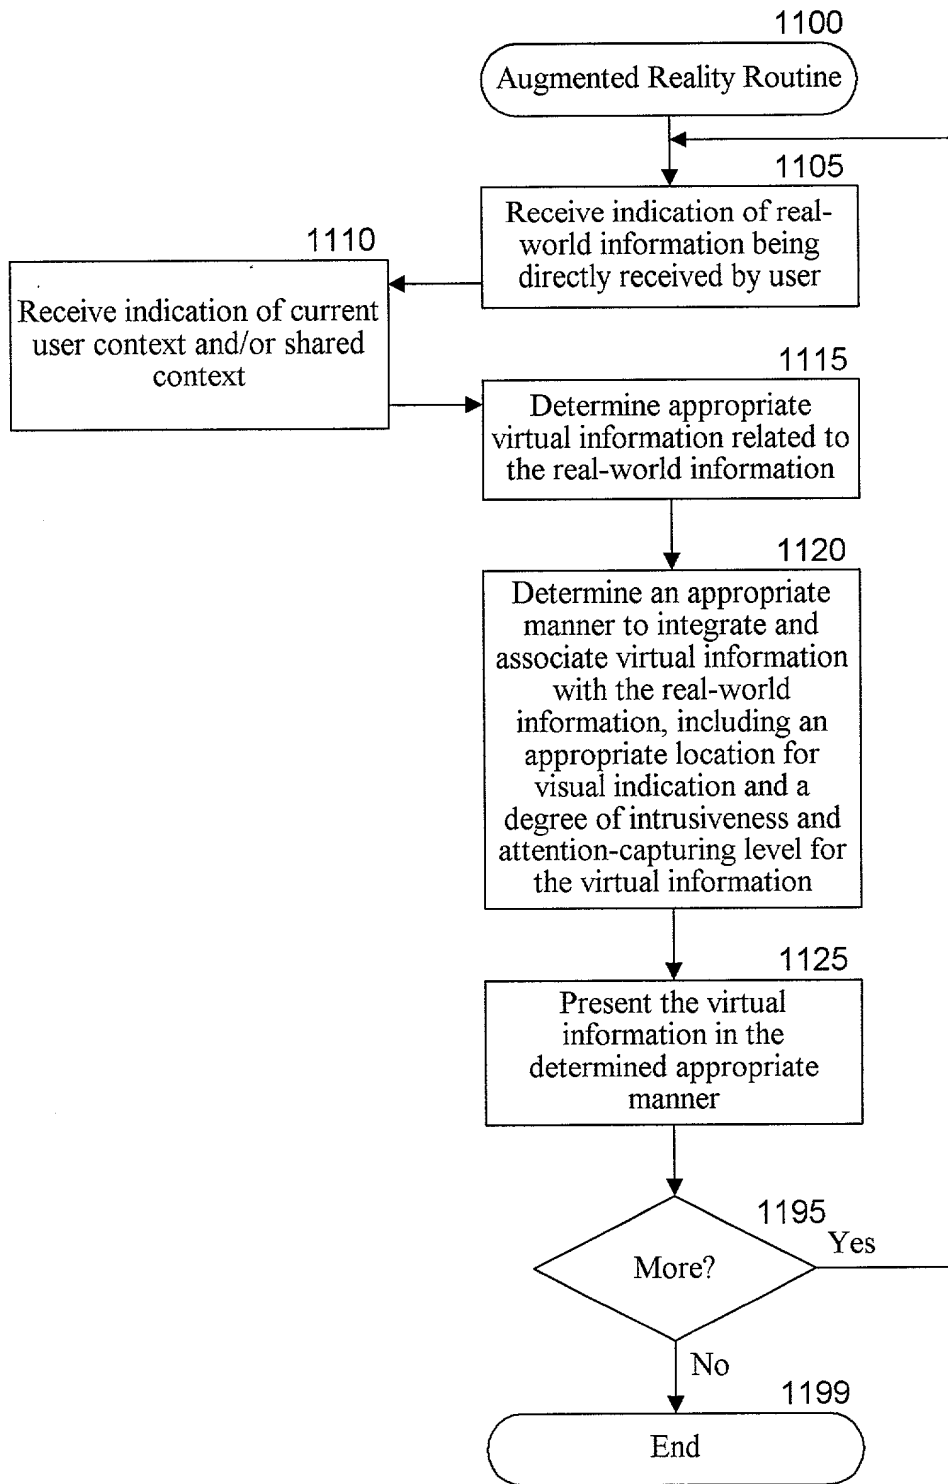 1100
Augmented Reality Routine
1105
Receive indication of real-
world information being
directly received by user
1110
Receive indication of current
user context and/or shared
context
1115
Determine appropriate
virtual information related to
the real-world information
1120
Determine an appropriate
manner to integrate and
associate virtual information
with the real-world
information, including an
appropriate location for
visual indication and a
degree of intrusiveness and
attention-capturing level for
the virtual information
1125
Present the virtual
information in the
determined appropriate
manner
1195
Yes
More?
No
1199
End